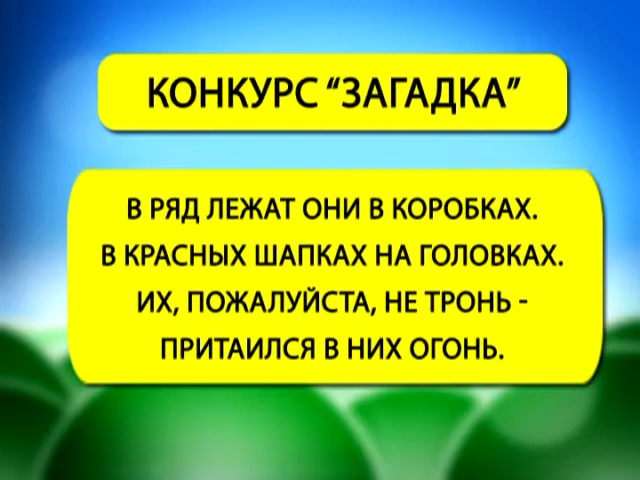 КОНКУРС “ЗАГАДКА”
В РЯД ЛЕЖАТ ОНИ В КОРОБКАХ.
В КРАСНЫХ ШАПКАХ НА ГОЛОВКАХ.
ИХ, ПОЖАЛУЙСТА, НЕ ТРОНЬ -
ПРИТАИЛСЯ В НИХ ОГОНЬ.